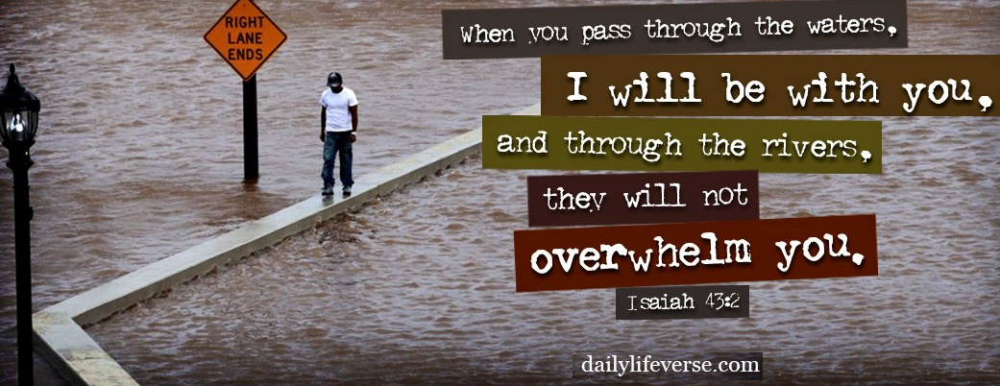 RIGHT
LANE
ENDS
When you pass through the waters,
I will be with you,
and through the rivers,
they will not
overwhelm you.
Isaiah 43:2
dailylifeverse.com